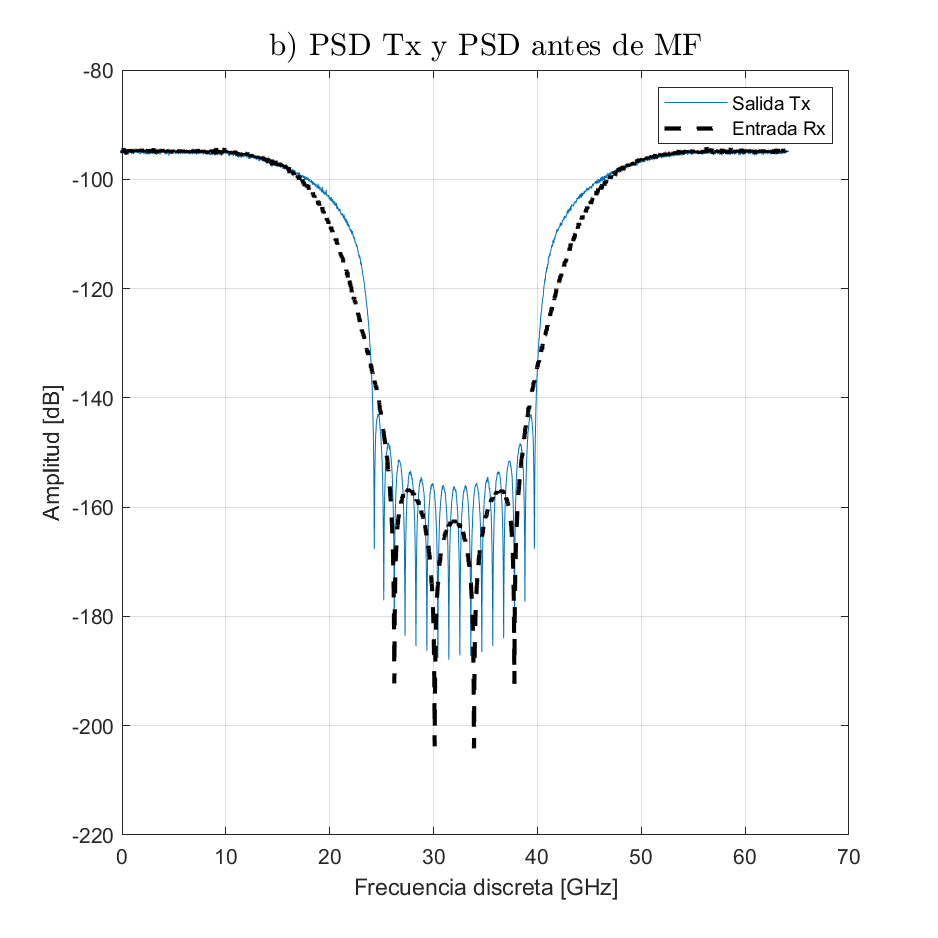 b) PSD Tx y PSD antes de MF
-80
-100
-120
-140
-160
-180
-200
-220
Amplitud [dB]
Salida Tx
Entrada Rx
0 10 20 30 40 50 60 70
Frecuencia discreta [GHz]